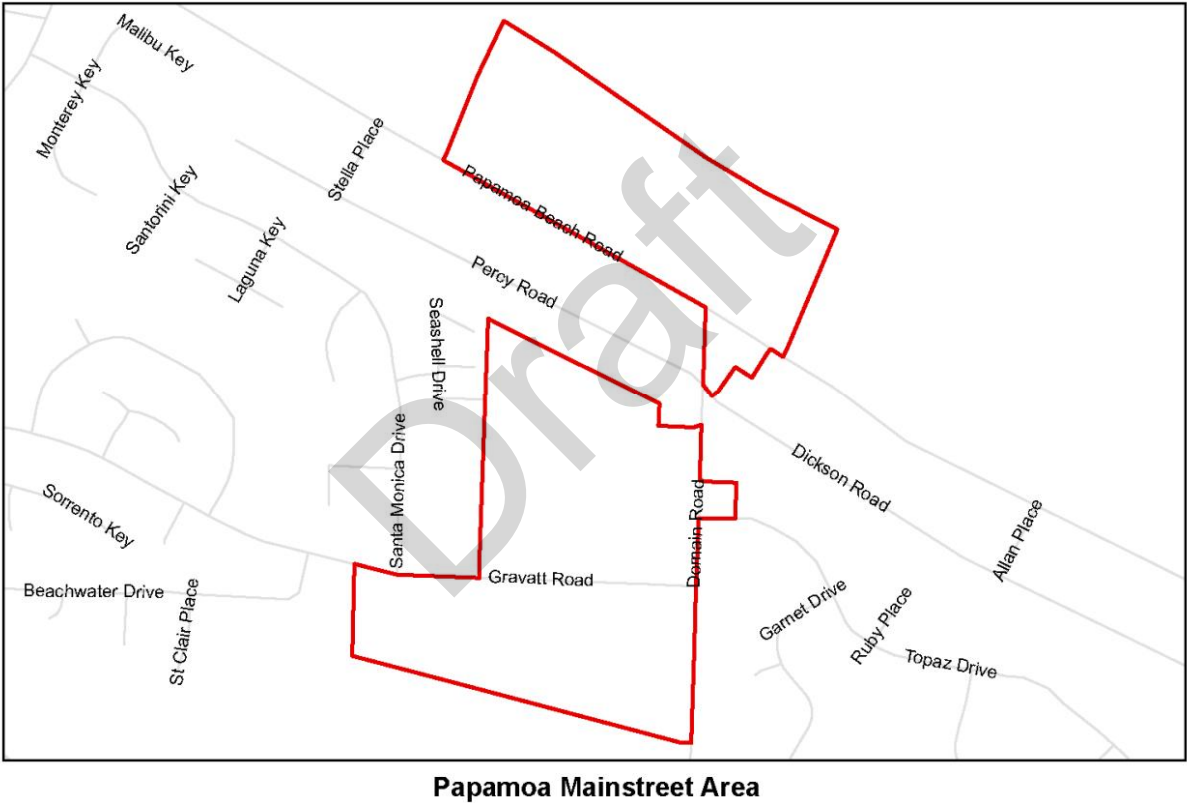 Malibu Key
Monterey Key
Stella Place
Santorini Key
Papamoa Beach Road
Laguna Key
Percy Road
Seashell Drive
Draft
Santa Monica Drive
Dickson Road
Sorrento Key
Domain Road
Allan Place
Gravatt Road
Beachwater Drive
St Clair Place
Garnet Drive
Ruby Place
Topaz Drive
Papamoa Mainstreet Area